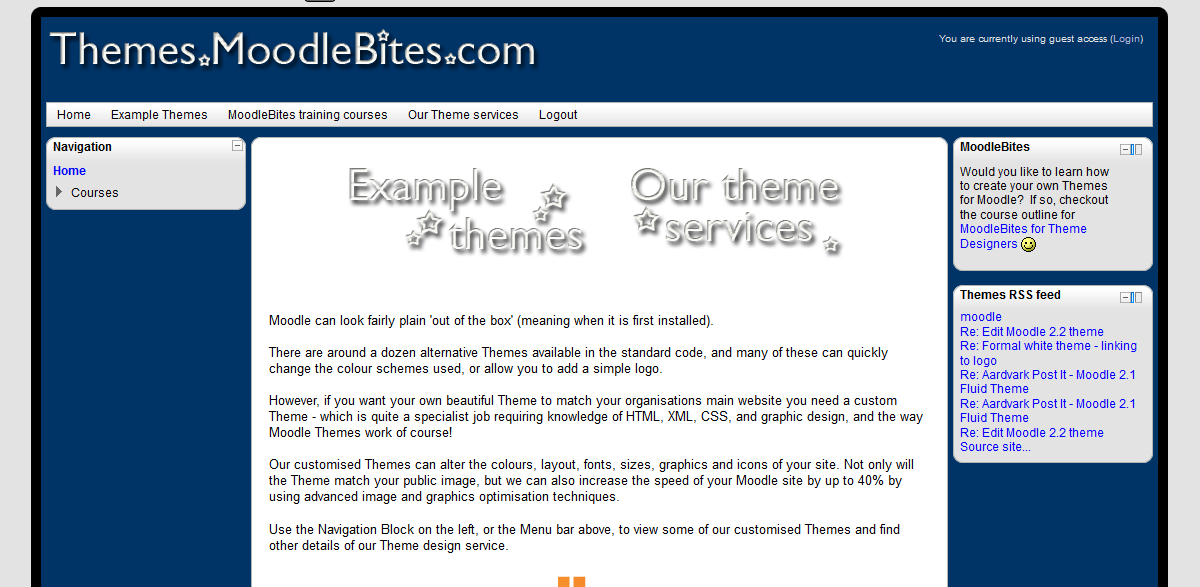 Themes.MoodleBites.com
You are currently using guest access (Login)
Home Example Themes MoodleBites training courses Our Theme services Logout
Navigation
Home
Courses
Example
themes
Our theme
services
Moodle can look fairly plain 'out of the box' (meaning when it is first installed).
There are around a dozen alternative Themes available in the standard code, and many of these can quickly
change the colour schemes used, or allow you to add a simple logo.
However, if you want your own beautiful Theme to match your organisations main website you need a custom
Theme - which is quite a specialist job requiring knowledge of HTML, XML, CSS, and graphic design, and the way
Moodle Themes work of course!
Our customised Themes can alter the colours, layout, fonts, sizes, graphics and icons of your site. Not only will
the Theme match your public image, but we can also increase the speed of your Moodle site by up to 40% by
using advanced image and graphics optimisation techniques.
Use the Navigation Block on the left, or the Menu bar above, to view some of our customised Themes and find
other details of our Theme design service.
MoodleBites
Would you like to learn how
to create your own Themes
for Moodle? If so, checkout
the course outline for
MoodleBites for Theme
Designers
Themes RSS feed
moodle
Re: Edit Moodle 2.2 theme
Re: Formal white theme - linking
to logo
Re: Aardvark Post It - Moodle 2.1
Fluid Theme
Re: Aardvark Post It - Moodle 2.1
Fluid Theme
Re: Edit Moodle 2.2 theme
Source site...